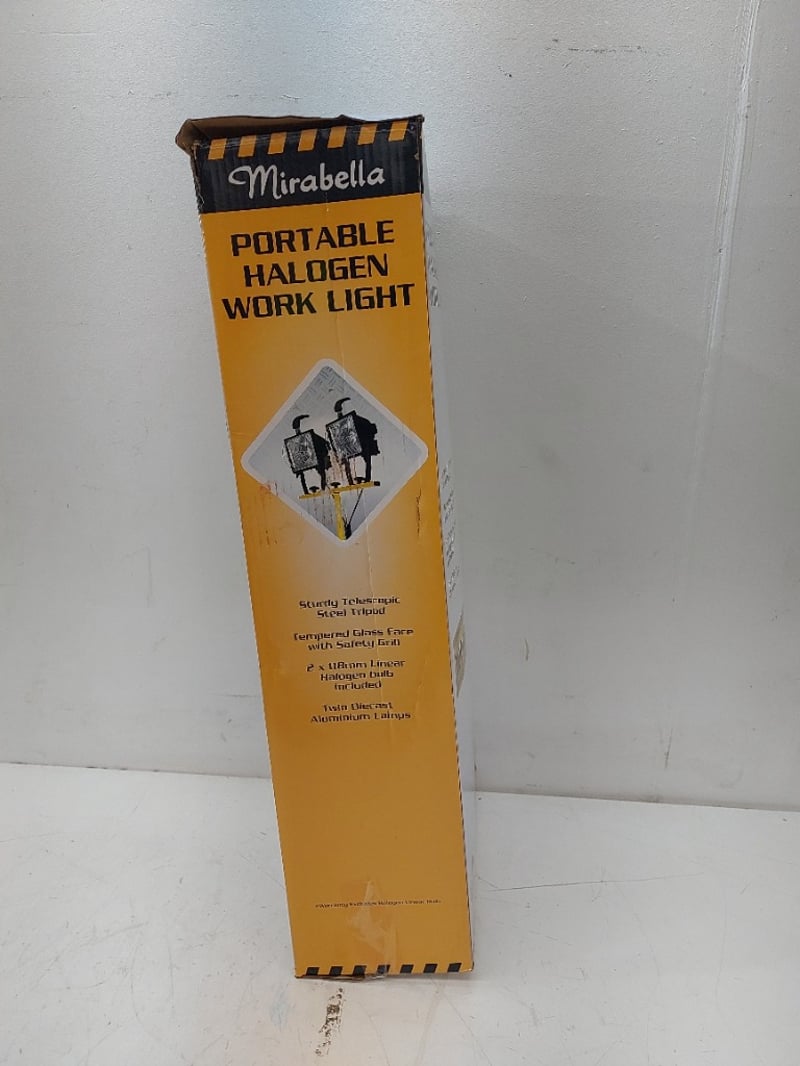 Mirabella
PORTABLE
HALOGEN
WORK LIGHT
Sturdy Telescopic
Steel Tripod
Tempered Glass Face
with Safety Grill
2 x 118mm Linear
Halogen bulb
included
Twin Diecast
Aluminium Lamps